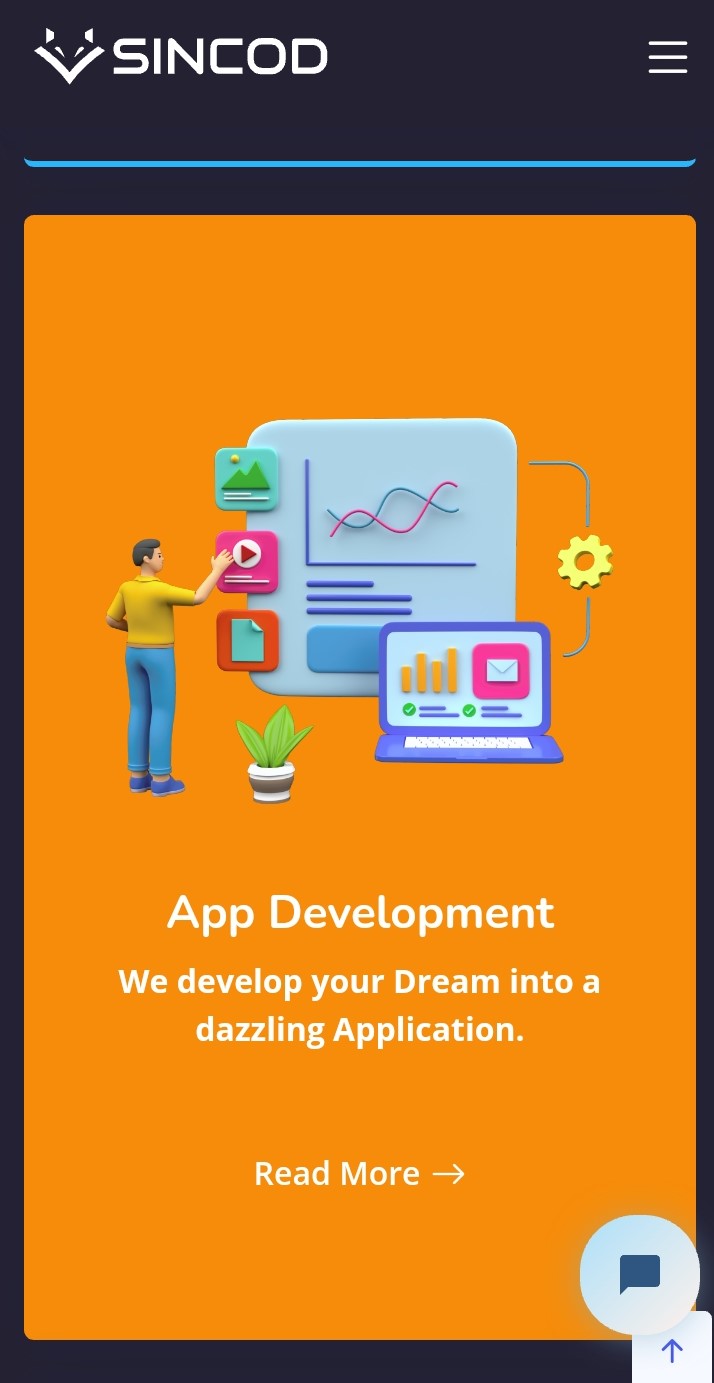 SINCOD
App Development
We develop your Dream into a
dazzling Application.
Read More →